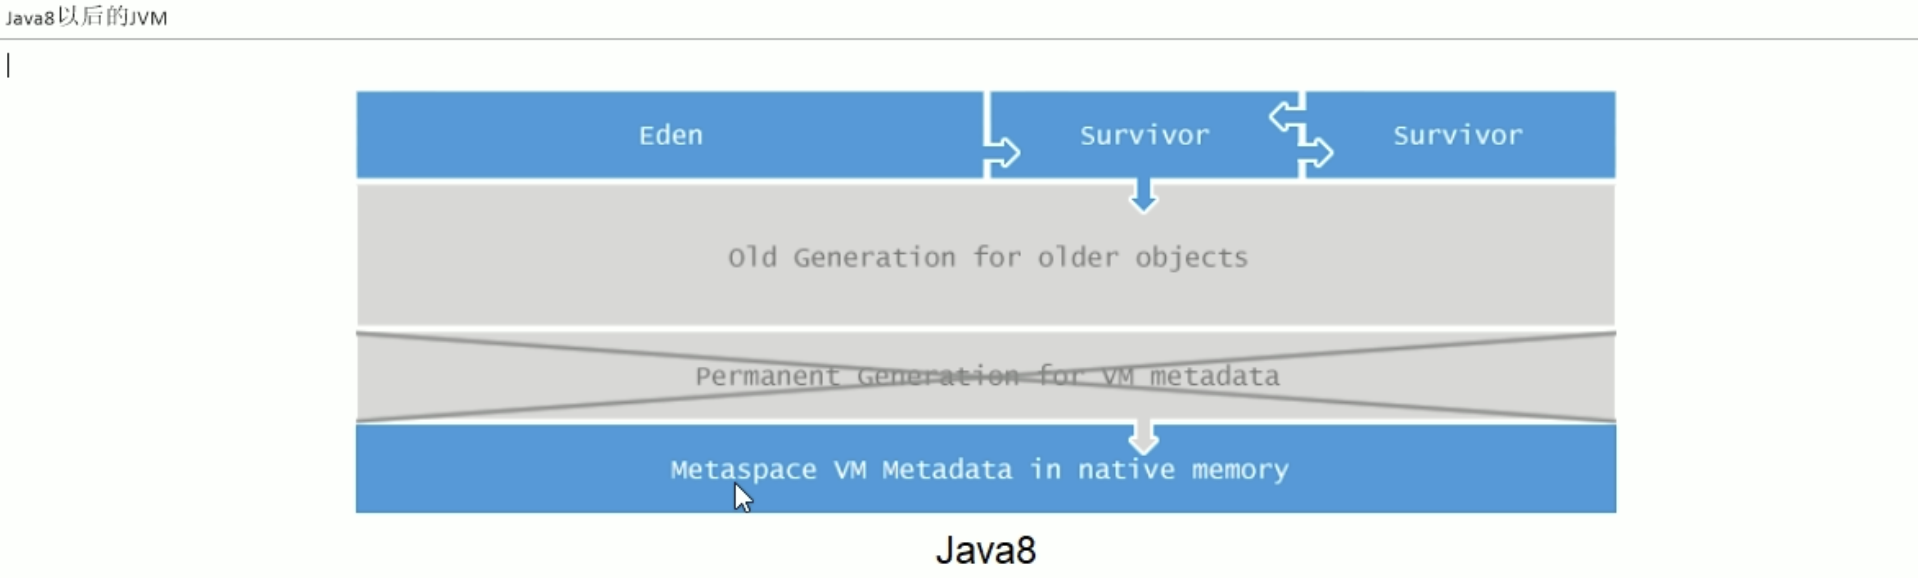 Java8以后的JVM
Eden
Survivor
Survivor
Old Generation for older objects
Permanent Generation for VM metadata
Metaspace VM Metadata in native memory
Java8